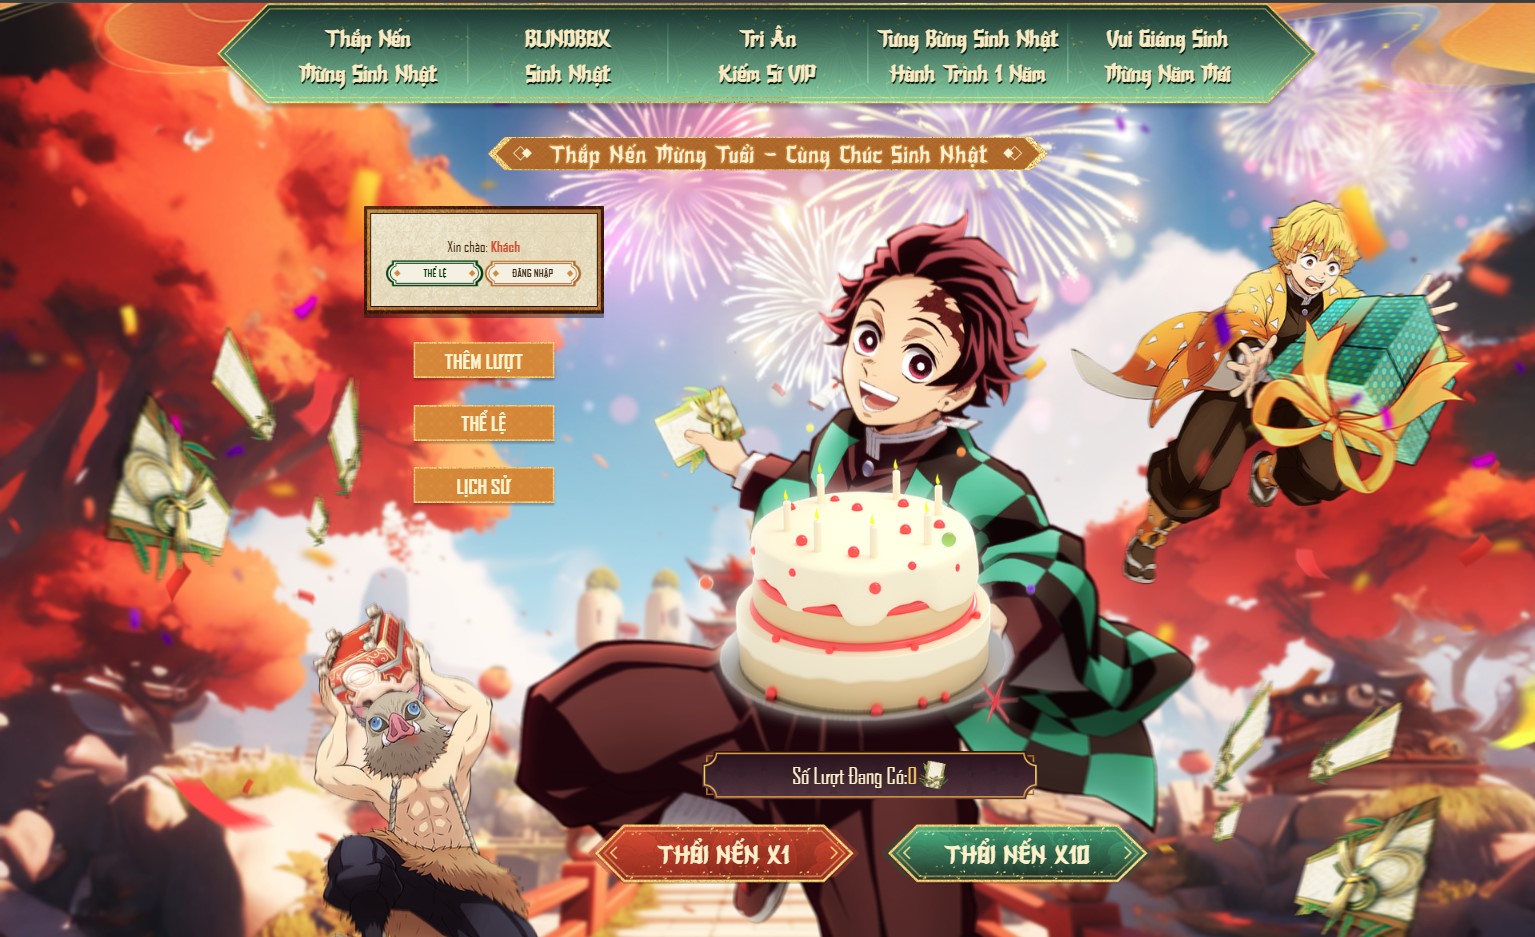 Thắp Nến
Mừng Sinh Nhật
BLINDBOX
Sinh Nhật
Tri Ân
Kiếm Sĩ VIP
Tưng Bừng Sinh Nhật
Hành Trình 1 Năm
Vui Giáng Sinh
Mừng Năm Mới
Thắp Nến Mừng Tuổi - Cùng Chúc Sinh Nhật
Xin chào: Khách
THỂ LỆ
ĐĂNG NHẬP
THÊM LƯỢT
THỂ LỆ
LỊCH SỬ
Số Lượt Đang Có:0
THỔI NẾN X1
THỔI NẾN X10